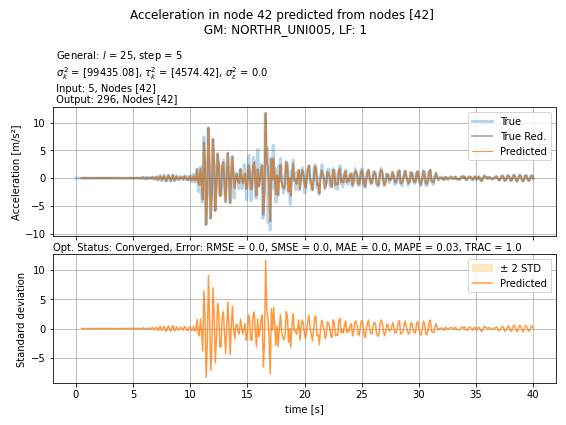 Acceleration in node 42 predicted from nodes [42]
GM: NORTHR_UNI005, LF: 1
General: l = 25, step = 5
σ²ₖ = [99435.08], τ²ₖ = [4574.42], σ²ε = 0.0
Input: 5, Nodes [42]
Output: 296, Nodes [42]
Acceleration [m/s²]
10
5
0
−5
−10
True
True Red.
Predicted
Opt. Status: Converged, Error: RMSE = 0.0, SMSE = 0.0, MAE = 0.0, MAPE = 0.03, TRAC = 1.0
Standard deviation
10
5
0
−5
± 2 STD
Predicted
0 5 10 15 20 25 30 35 40
time [s]